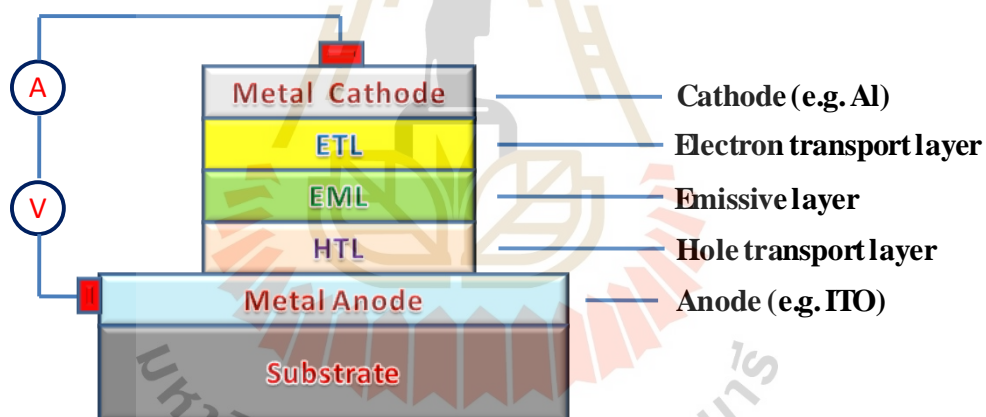 A
Metal Cathode
Cathode (e.g. Al)
ETL
Electron transport layer
EML
Emissive layer
V
HTL
Hole transport layer
Metal Anode
Anode (e.g. ITO)
Substrate